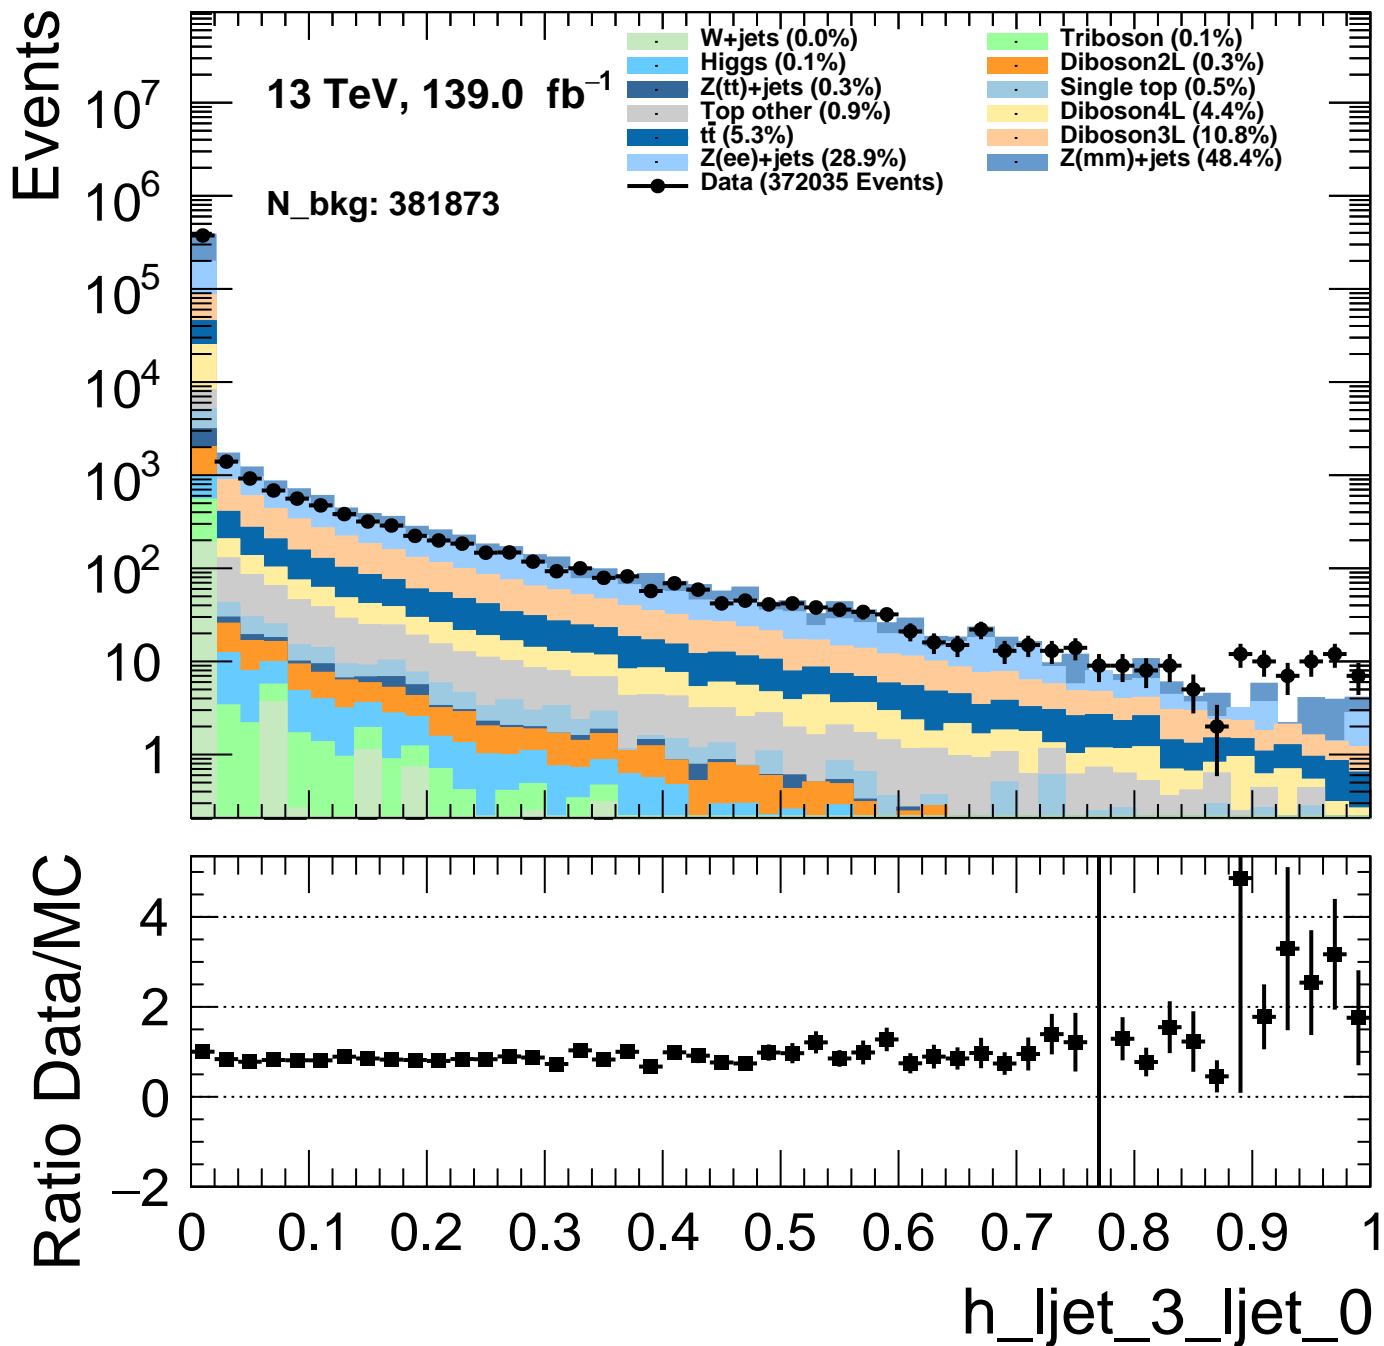 Events
10⁷
10⁶
10⁵
10⁴
10³
10²
10
1
13 TeV, 139.0 fb⁻¹
N_bkg: 381873
W+jets (0.0%)
Higgs (0.1%)
Z(tt)+jets (0.3%)
Top other (0.9%)
tt̄ (5.3%)
Z(ee)+jets (28.9%)
Data (372035 Events)
Triboson (0.1%)
Diboson2L (0.3%)
Single top (0.5%)
Diboson4L (4.4%)
Diboson3L (10.8%)
Z(mm)+jets (48.4%)
Ratio Data/MC
4
2
0
−2
0 0.1 0.2 0.3 0.4 0.5 0.6 0.7 0.8 0.9 1
h_ljet_3_ljet_0